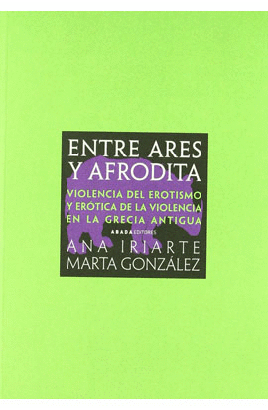 ENTRE ARES
Y AFRODITA
VIOLENCIA DEL EROTISMO
Y ERÓTICA DE LA VIOLENCIA
EN LA GRECIA ANTIGUA
ABADA EDITORES
ANA IRIARTE
MARTA GONZÁLEZ